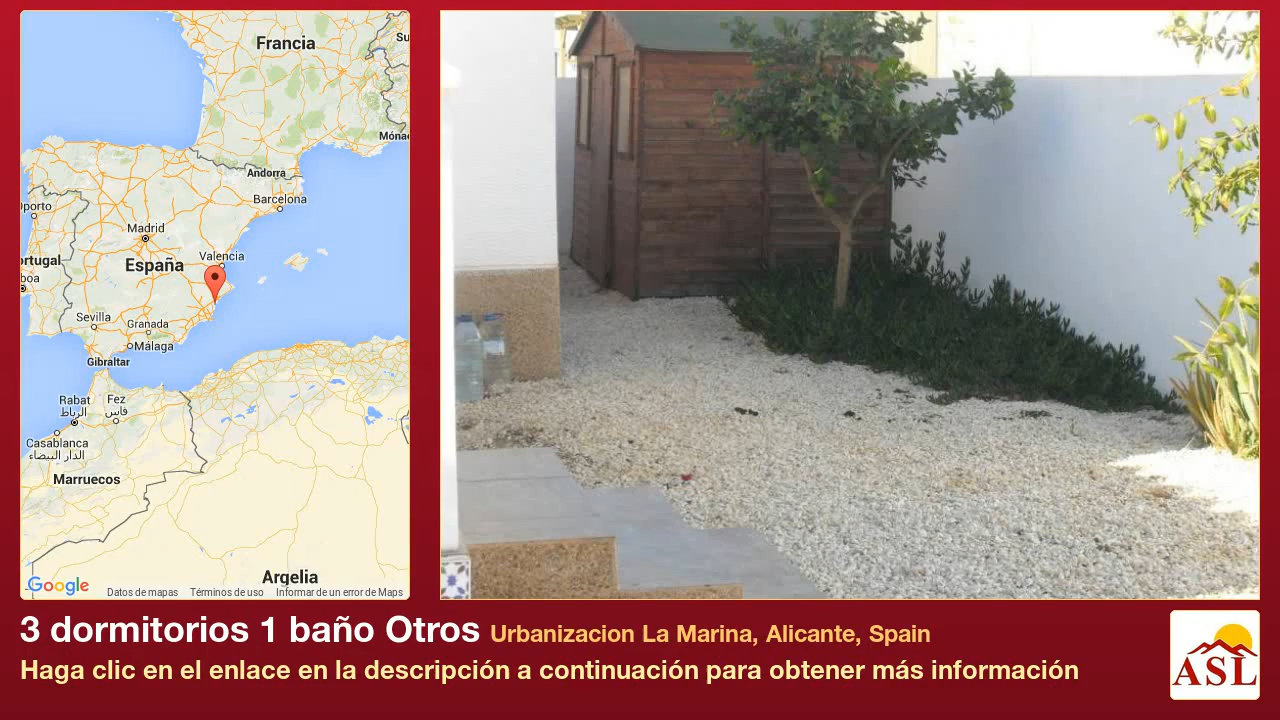 Francia
Su
Móna
Andorra
Barcelona
Oporto
Madrid
Valencia
España
ortugal
boa
Sevilla
Granada
Málaga
Gibraltar
Rabat
الرباط
Fez
فاس
Casablanca
الدار البيضاء
Marruecos
Argelia
Google
Datos de mapas Términos de uso Informar de un error de Maps
3 dormitorios 1 baño Otros Urbanizacion La Marina, Alicante, Spain
Haga clic en el enlace en la descripción a continuación para obtener más información
ASL